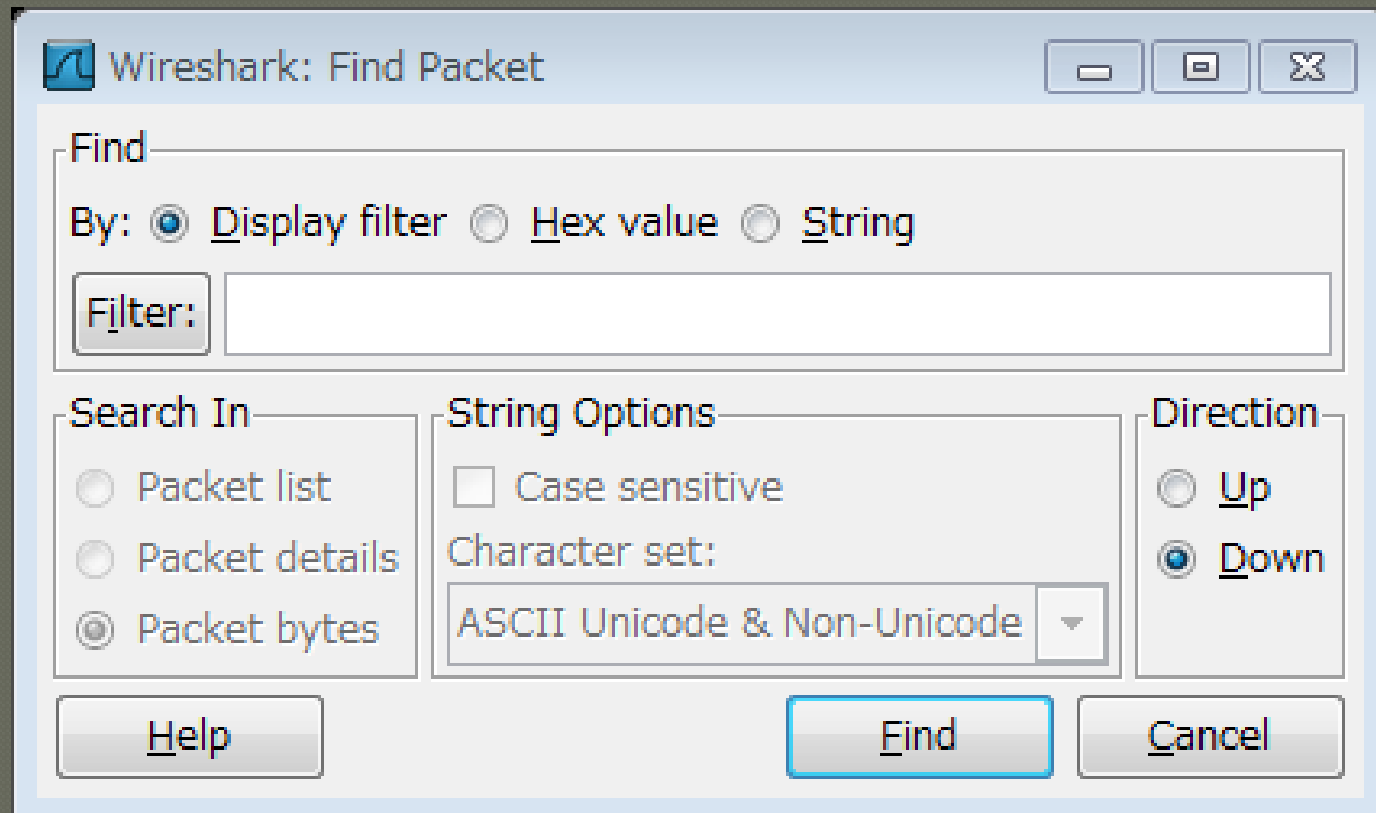 Wireshark: Find Packet
Find
By: Display filter Hex value String
Filter:
Search In
Packet list
Packet details
Packet bytes
String Options
Case sensitive
Character set:
ASCII Unicode & Non-Unicode
Direction
Up
Down
Help Find Cancel